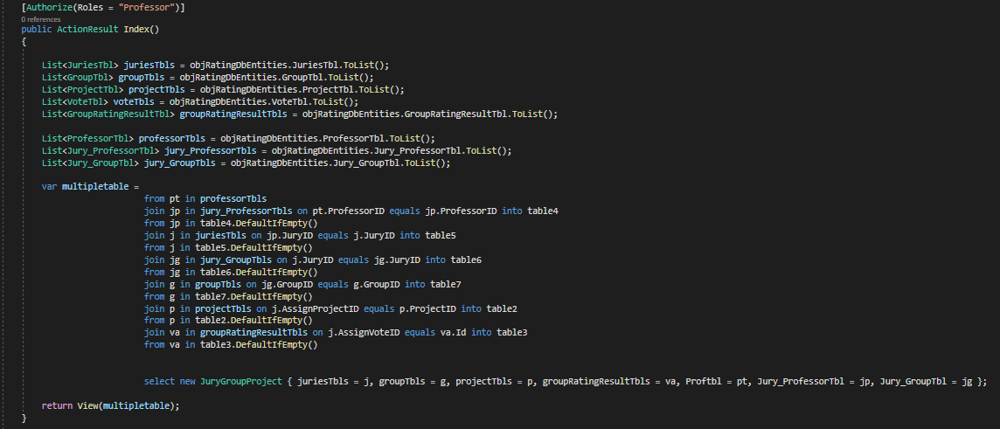 [Authorize(Roles = "Professor")]
0 references
public ActionResult Index()
{
List<JuriesTbl> juriesTbls = objRatingDbEntities.JuriesTbl.ToList();
List<GroupTbl> groupTbls = objRatingDbEntities.GroupTbl.ToList();
List<ProjectTbl> projectTbls = objRatingDbEntities.ProjectTbl.ToList();
List<VoteTbl> voteTbls = objRatingDbEntities.VoteTbl.ToList();
List<GroupRatingResultTbl> groupRatingResultTbls = objRatingDbEntities.GroupRatingResultTbl.ToList();
List<ProfessorTbl> professorTbls = objRatingDbEntities.ProfessorTbl.ToList();
List<Jury_ProfessorTbl> jury_ProfessorTbls = objRatingDbEntities.Jury_ProfessorTbl.ToList();
List<Jury_GroupTbl> jury_GroupTbls = objRatingDbEntities.Jury_GroupTbl.ToList();
var multipletable =
from pt in professorTbls
join jp in jury_ProfessorTbls on pt.ProfessorID equals jp.ProfessorID into table4
from jp in table4.DefaultIfEmpty()
join j in juriesTbls on jp.JuryID equals j.JuryID into table5
from j in table5.DefaultIfEmpty()
join jg in jury_GroupTbls on j.JuryID equals jg.JuryID into table6
from jg in table6.DefaultIfEmpty()
join g in groupTbls on jg.GroupID equals g.GroupID into table7
from g in table7.DefaultIfEmpty()
join p in projectTbls on j.AssignProjectID equals p.ProjectID into table2
from p in table2.DefaultIfEmpty()
join va in groupRatingResultTbls on j.AssignVoteID equals va.Id into table3
from va in table3.DefaultIfEmpty()
select new JuryGroupProject { juriesTbls = j, groupTbls = g, projectTbls = p, groupRatingResultTbls = va, Proftbl = pt, Jury_ProfessorTbl = jp, Jury_GroupTbl = jg };
return View(multipletable);
}